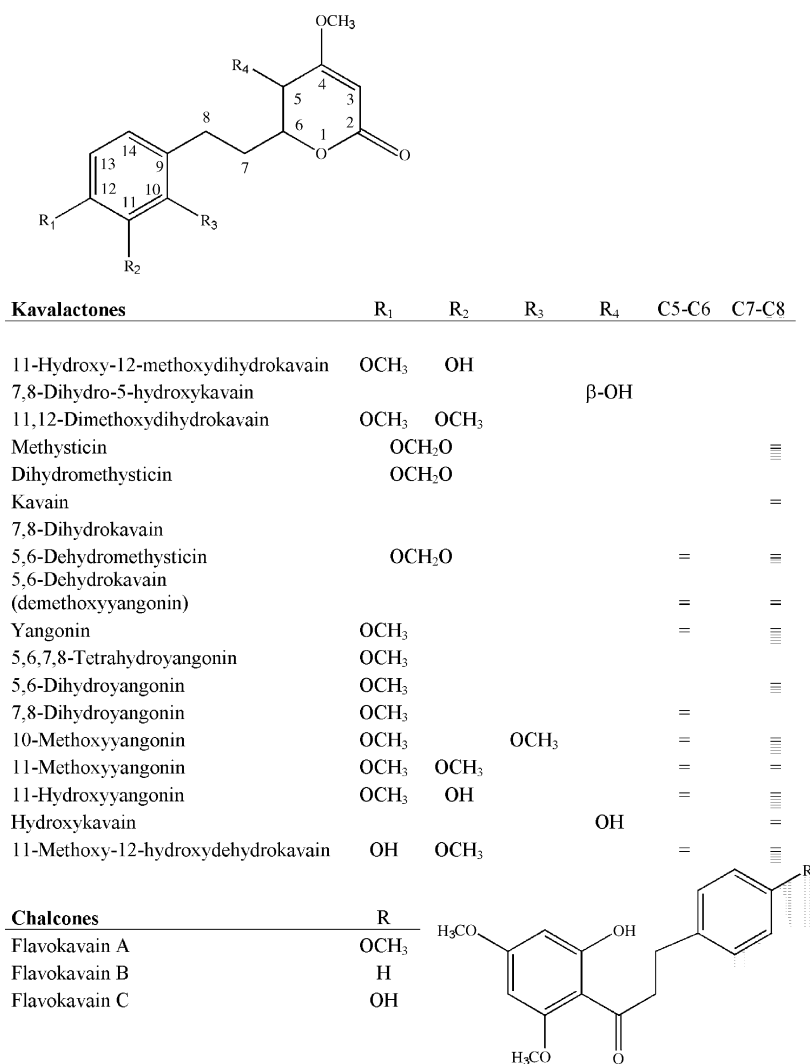 OCH₃
R₄
4
5
3
8
6
2
1
7
O
O
14
13
9
12
10
11
R₁
R₃
R₂
Kavalactones R₁ R₂ R₃ R₄ C5-C6 C7-C8
11-Hydroxy-12-methoxydihydrokavain OCH₃ OH
7,8-Dihydro-5-hydroxykavain β-OH
11,12-Dimethoxydihydrokavain OCH₃ OCH₃
Methysticin OCH₂O =
Dihydromethysticin OCH₂O
Kavain =
7,8-Dihydrokavain
5,6-Dehydromethysticin OCH₂O = =
5,6-Dehydrokavain
(demethoxyyangonin) = =
Yangonin OCH₃ = =
5,6,7,8-Tetrahydroyangonin OCH₃
5,6-Dihydroyangonin OCH₃ =
7,8-Dihydroyangonin OCH₃ =
10-Methoxyyangonin OCH₃ OCH₃ = =
11-Methoxyyangonin OCH₃ OCH₃ = =
11-Hydroxyyangonin OCH₃ OH = =
Hydroxykavain OH =
11-Methoxy-12-hydroxydehydrokavain OH OCH₃ = =
Chalcones R
Flavokavain A OCH₃
Flavokavain B H
Flavokavain C OH
R
H₃CO
OH
H₃CO
O